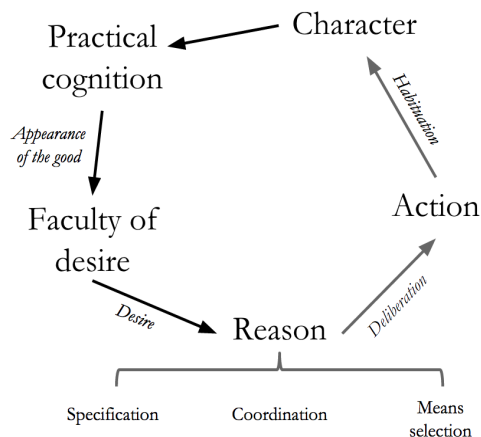 Character
Practical
cognition
Habituation
Appearance
of the good
Action
Faculty of
desire
Desire
Deliberation
Reason
Specification
Coordination
Means
selection